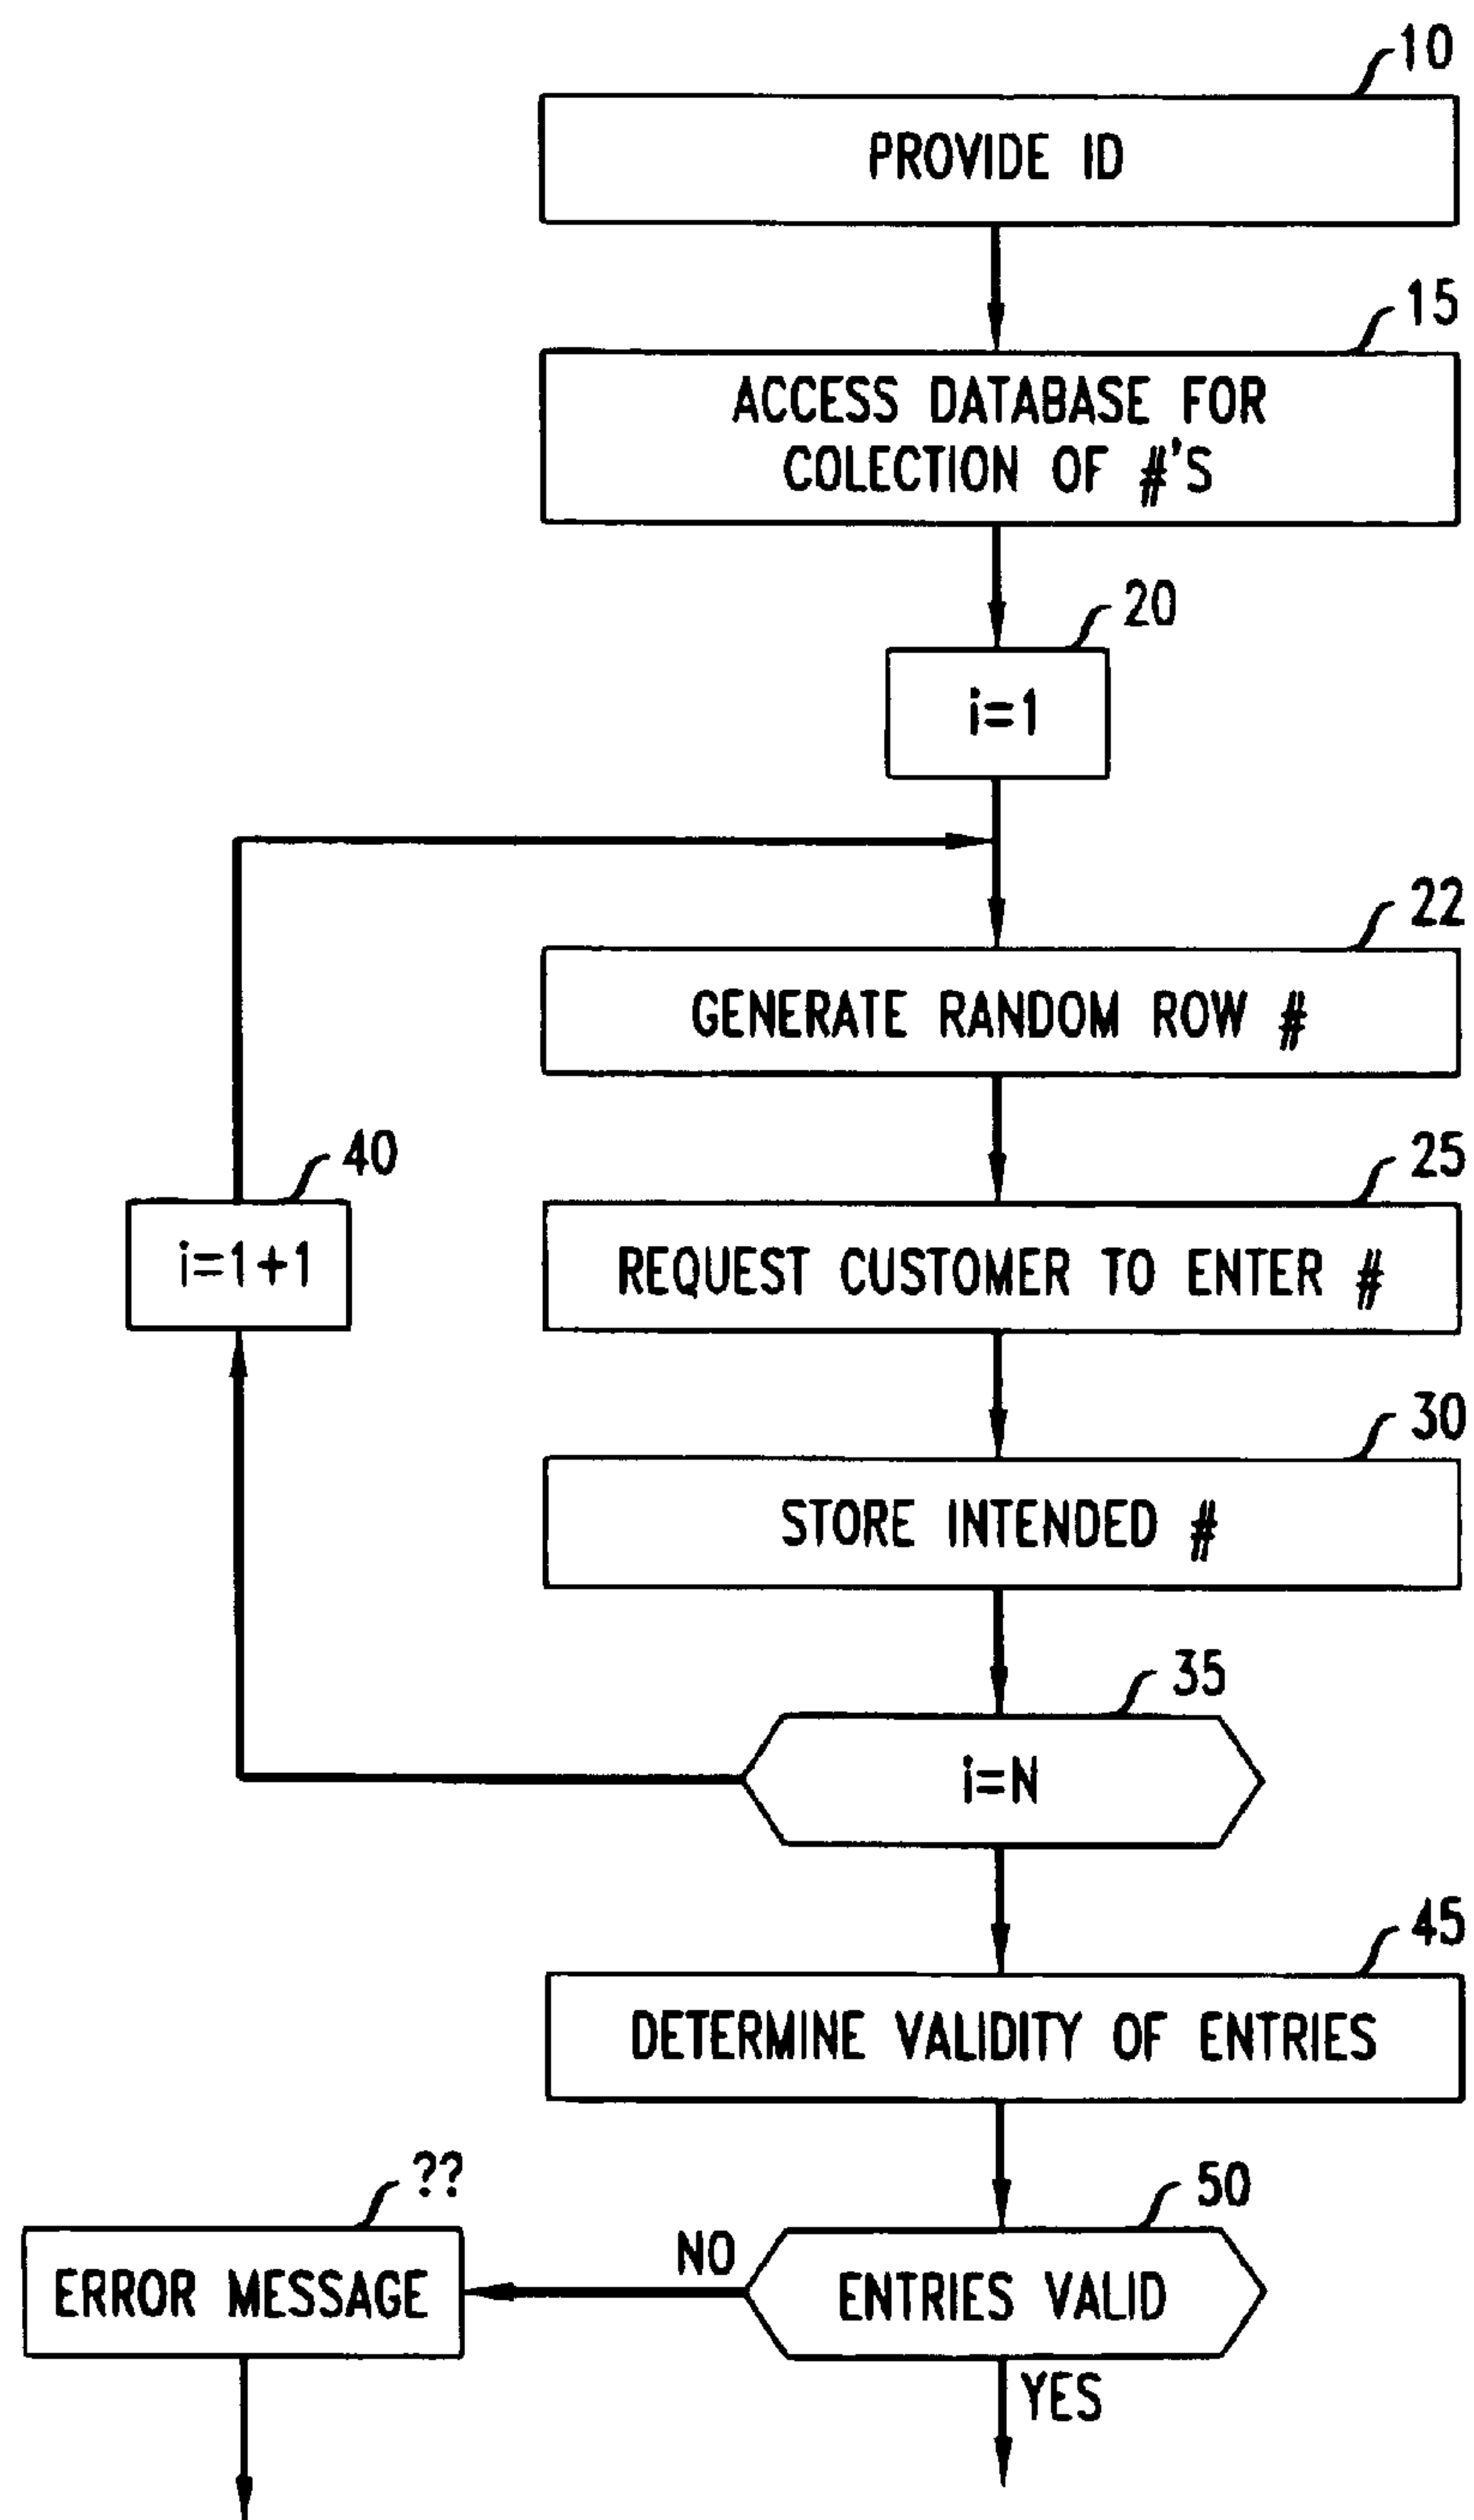 10
PROVIDE ID
15
ACCESS DATABASE FOR
COLECTION OF #'S
20
i=1
22
GENERATE RANDOM ROW #
40
i=1+1
25
REQUEST CUSTOMER TO ENTER #
30
STORE INTENDED #
35
i=N
45
DETERMINE VALIDITY OF ENTRIES
??
ERROR MESSAGE
NO
50
ENTRIES VALID
YES